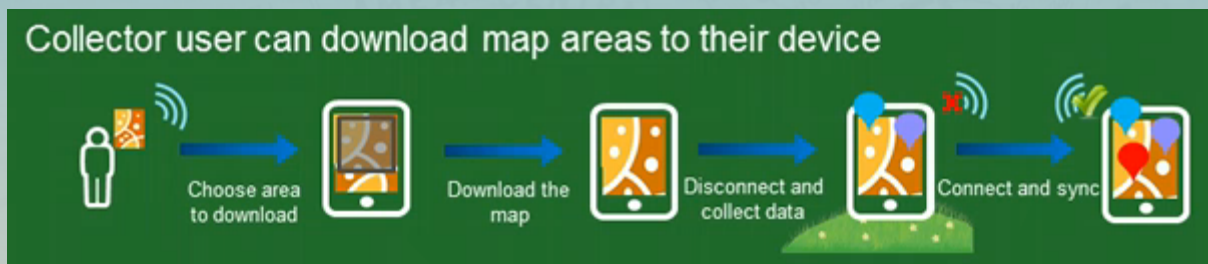 Collector user can download map areas to their device
Choose area
to download
Download the
map
Disconnect and
collect data
Connect and sync